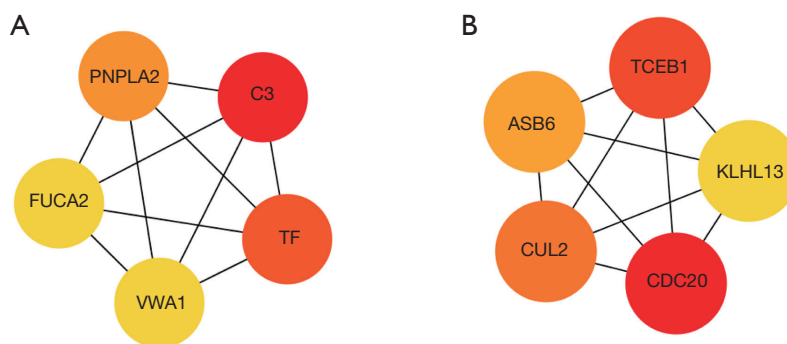 A
PNPLA2
C3
FUCA2
TF
VWA1
B
TCEB1
ASB6
KLHL13
CUL2
CDC20